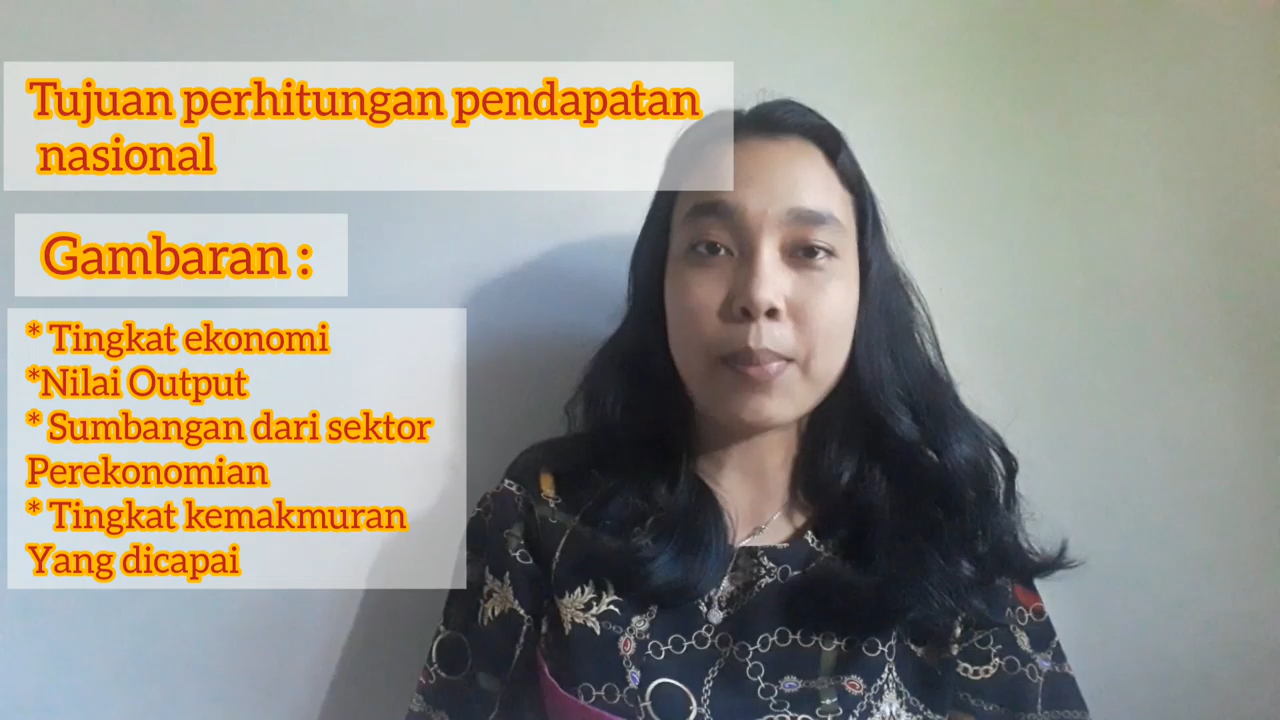 Tujuan perhitungan pendapatan
nasional
Gambaran :
* Tingkat ekonomi
*Nilai Output
* Sumbangan dari sektor
Perekonomian
* Tingkat kemakmuran
Yang dicapai